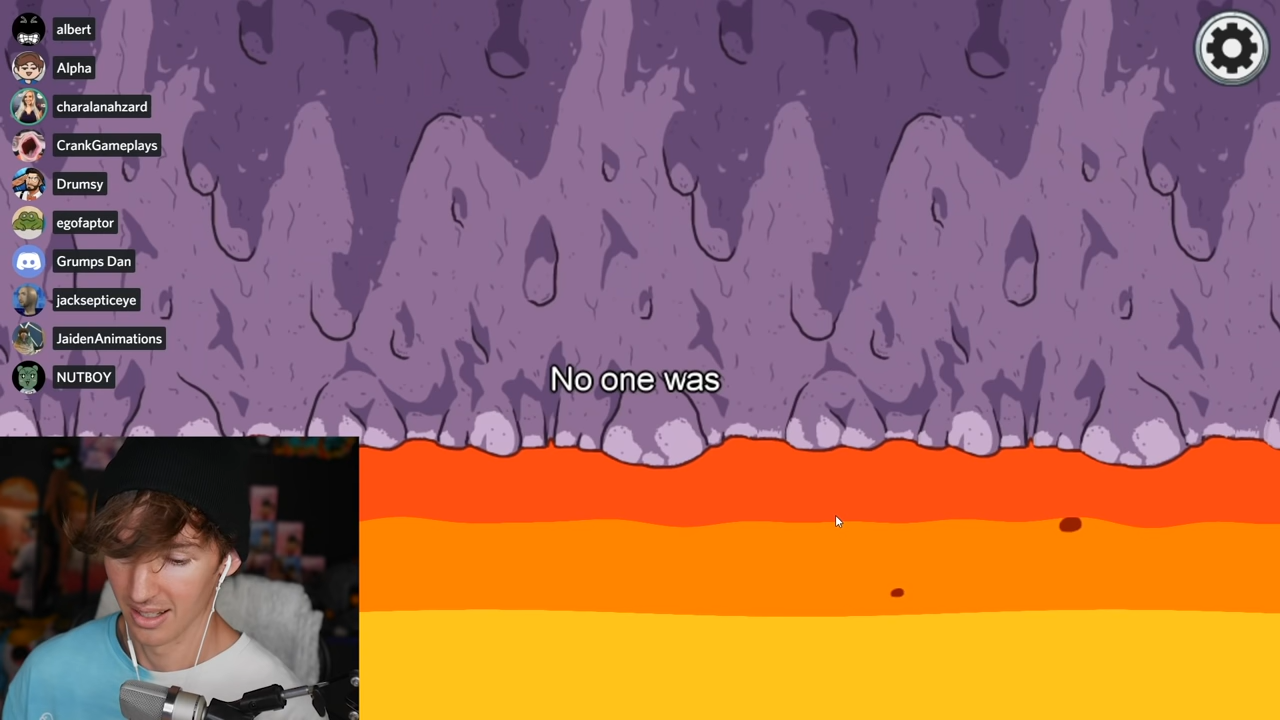 albert
Alpha
charalanahzard
CrankGameplays
Drumsy
egofaptor
Grumps Dan
jacksepticeye
JaidenAnimations
NUTBOY
No one was